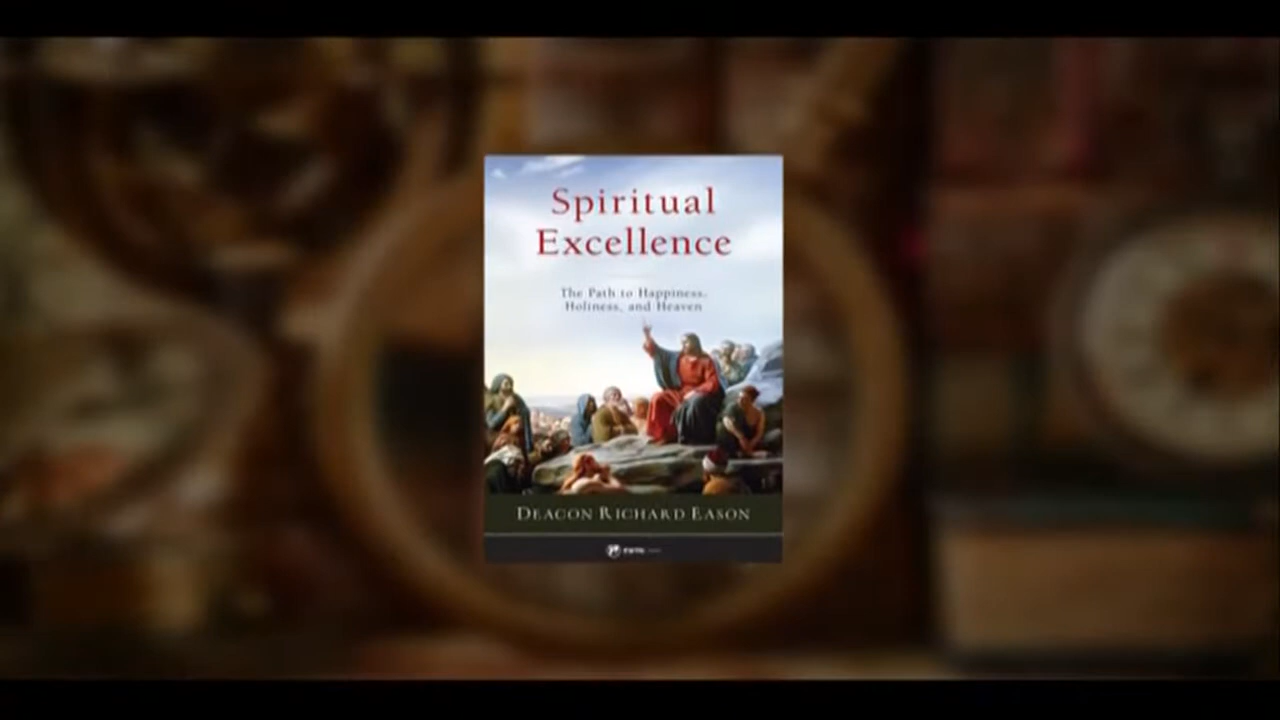 Spiritual
Excellence
The Path to Happiness,
Holiness, and Heaven
DEACON RICHARD EASON